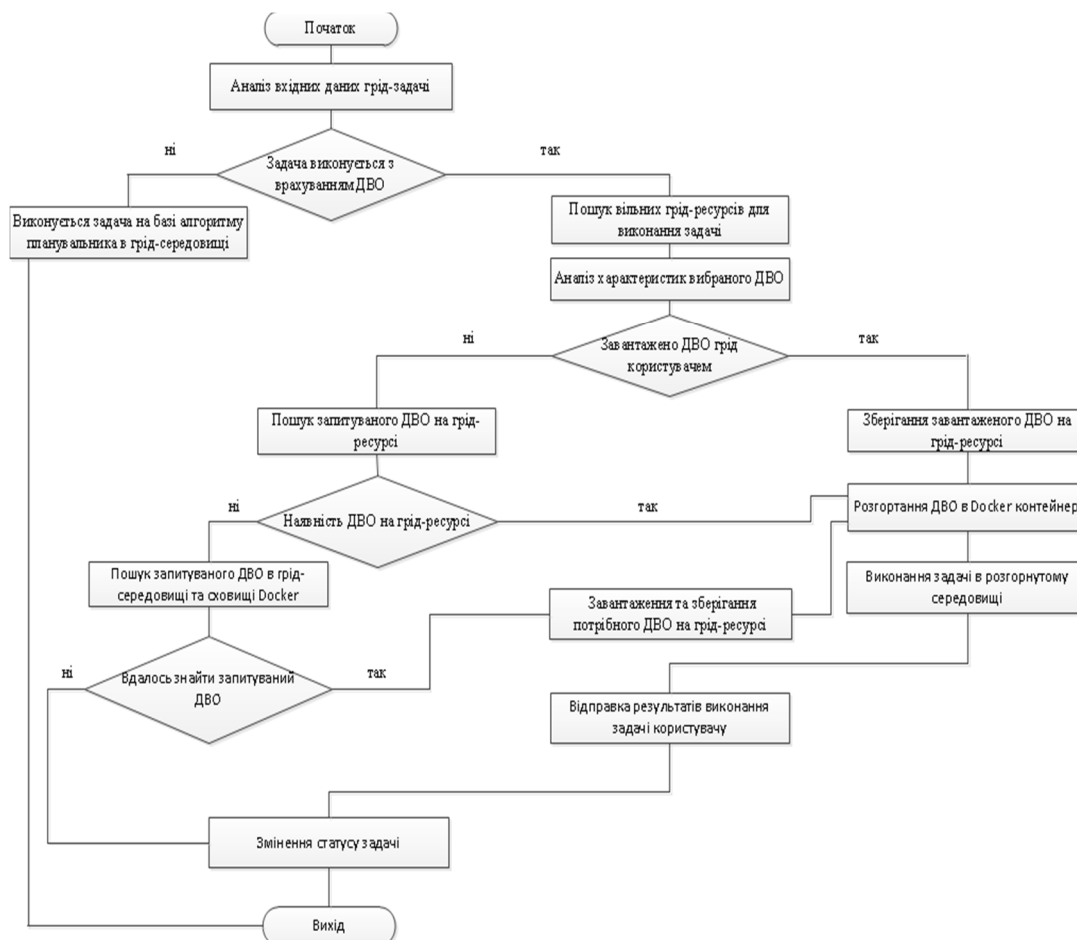 Початок
Аналіз вхідних даних грід-задачі
ні
так
Задача виконується з
врахуванням ДВО
Виконується задача на базі алгоритму
планувальника в грід-середовищі
Пошук вільних грід-ресурсів для
виконання задачі
Аналіз характеристик вибраного ДВО
ні
так
Завантажено ДВО грід
користувачем
Пошук запитуваного ДВО на грід-
ресурсі
Зберігання завантаженого ДВО на
грід-ресурсі
ні
так
Наявність ДВО на грід-ресурсі
Розгортання ДВО в Docker контейнер
Пошук запитуваного ДВО в грід-
середовищі та сховищі Docker
Виконання задачі в розгорнутому
середовищі
Завантаження та зберігання
потрібного ДВО на грід-ресурсі
ні
так
Вдалось знайти запитуваний
ДВО
Відправка результатів виконання
задачі користувачу
Змінення статусу задачі
Вихід